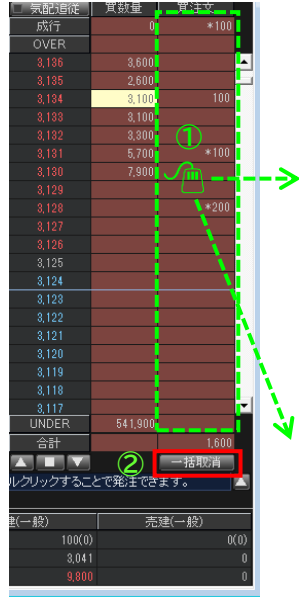 気配追従 買数量 買注文
成行 0 *100
OVER
3,136 3,600
3,135 2,600
3,134 3,100 100
3,133 3,100
3,132 3,300
①
3,131 5,700 *100
3,130 7,900
3,129
3,128 *200
3,127
3,126
3,125
3,124
3,123
3,122
3,121
3,120
3,119
3,118
3,117
UNDER 541,900
合計 1,600
▲ ■ ▼ ② 一括取消
ルクリックすることで発注できます。
建(一般) 売建(一般)
100(0) 0(0)
3,041 0
9,800 0